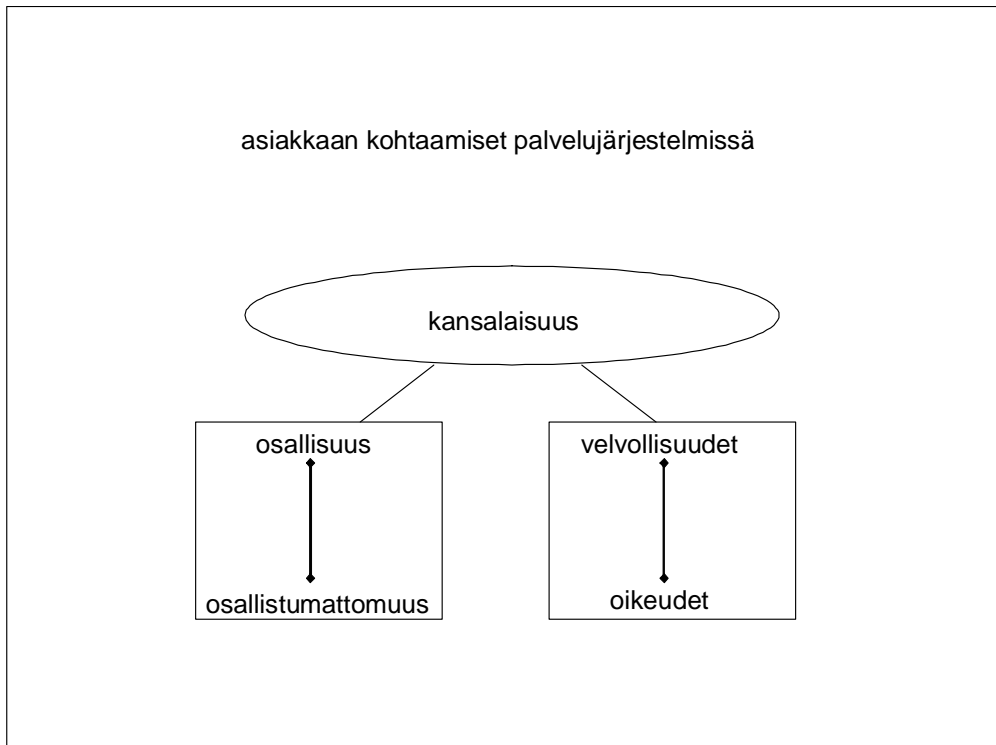 asiakkaan kohtaamiset palvelujärjestelmissä
kansalaisuus
osallisuus
velvollisuudet
osallistumattomuus
oikeudet